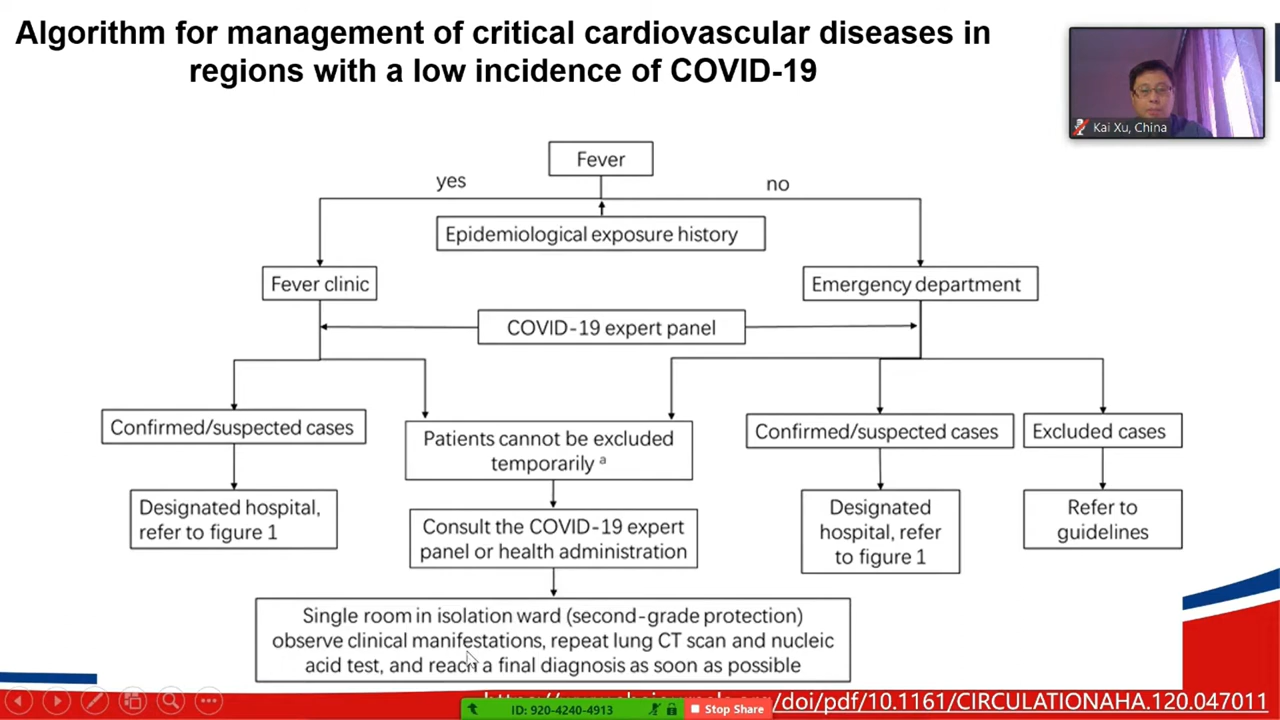 Algorithm for management of critical cardiovascular diseases in
regions with a low incidence of COVID-19
Kai Xu, China
Fever
yes
no
Epidemiological exposure history
Fever clinic
Emergency department
COVID-19 expert panel
Confirmed/suspected cases
Patients cannot be excluded
temporarily a
Confirmed/suspected cases
Excluded cases
Designated hospital,
refer to figure 1
Consult the COVID-19 expert
panel or health administration
Designated
hospital, refer
to figure 1
Refer to
guidelines
Single room in isolation ward (second-grade protection)
observe clinical manifestations, repeat lung CT scan and nucleic
acid test, and reach a final diagnosis as soon as possible
/doi/pdf/10.1161/CIRCULATIONAHA.120.047011
ID: 920-4240-4913
Stop Share